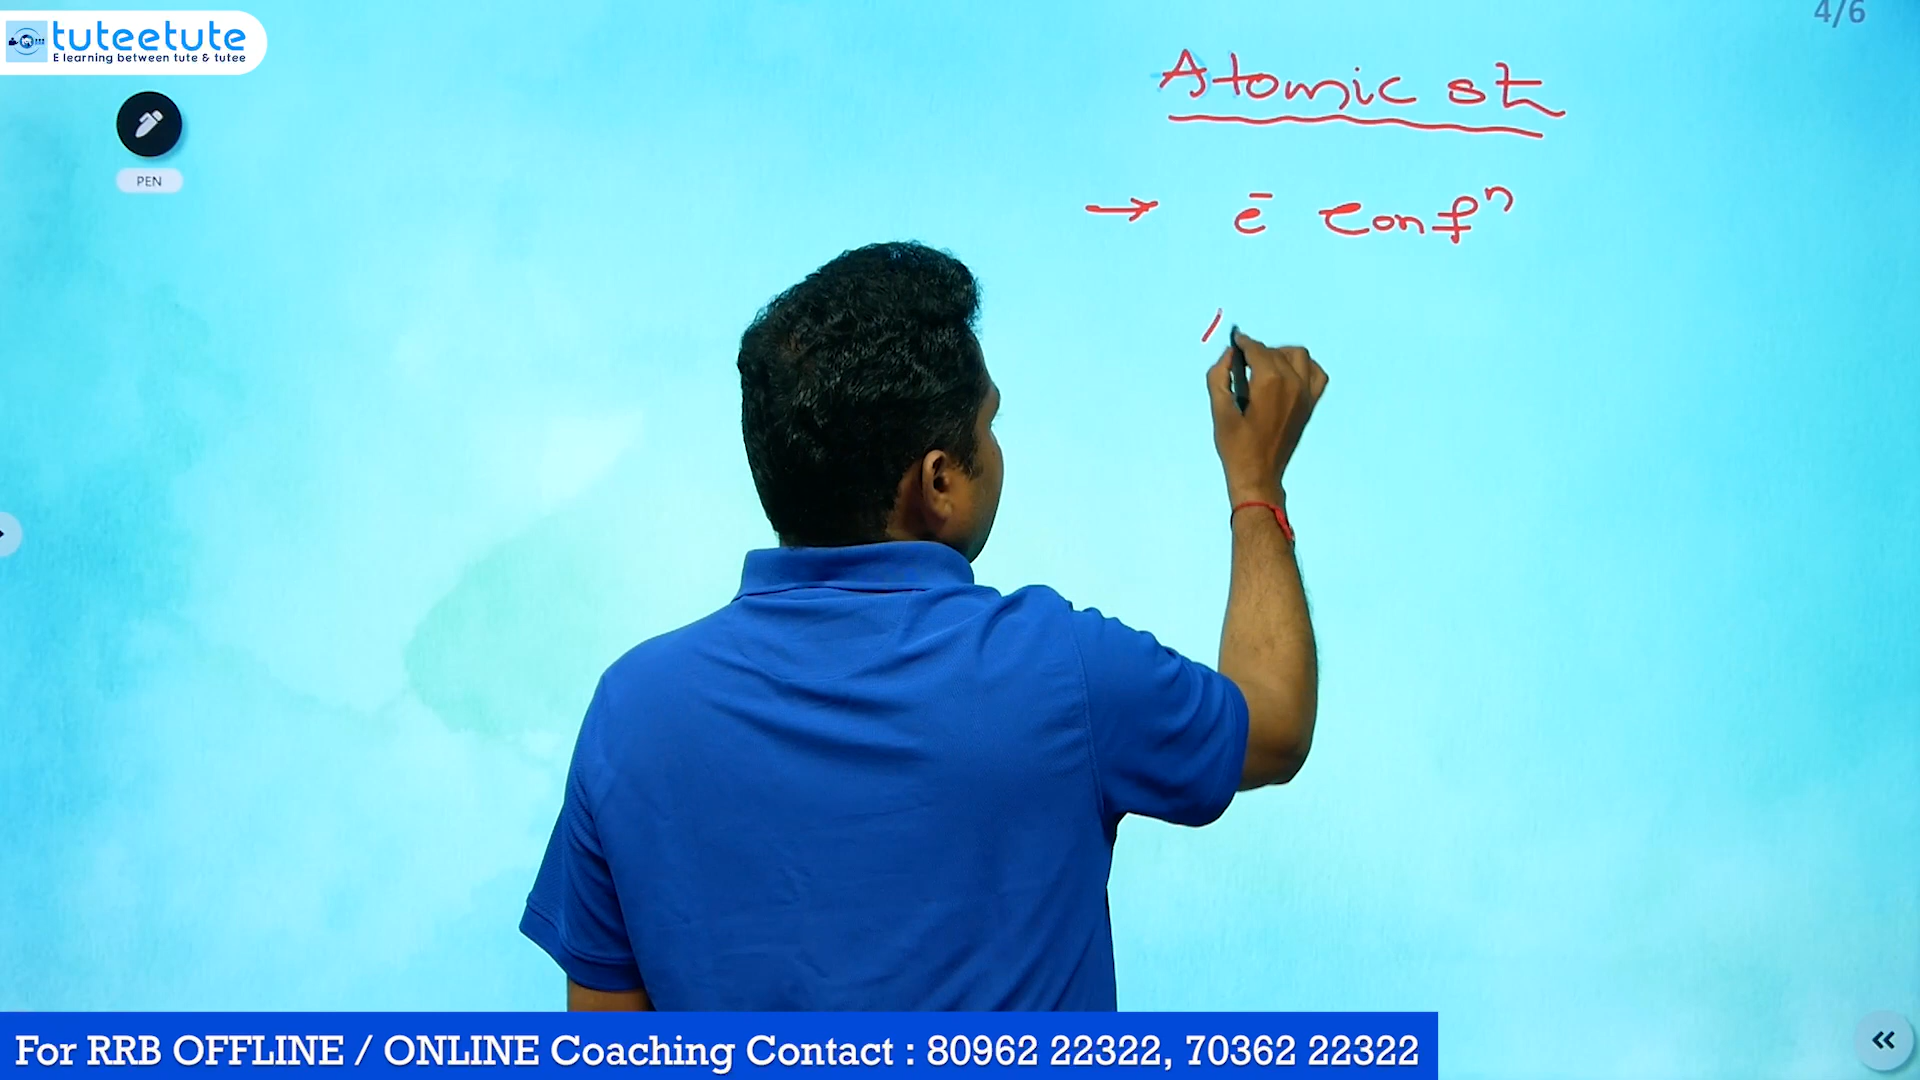 tuteetute
E learning between tute & tutee
4/6
PEN
Atomic st
→ ē Confⁿ
For RRB OFFLINE / ONLINE Coaching Contact : 80962 22322, 70362 22322